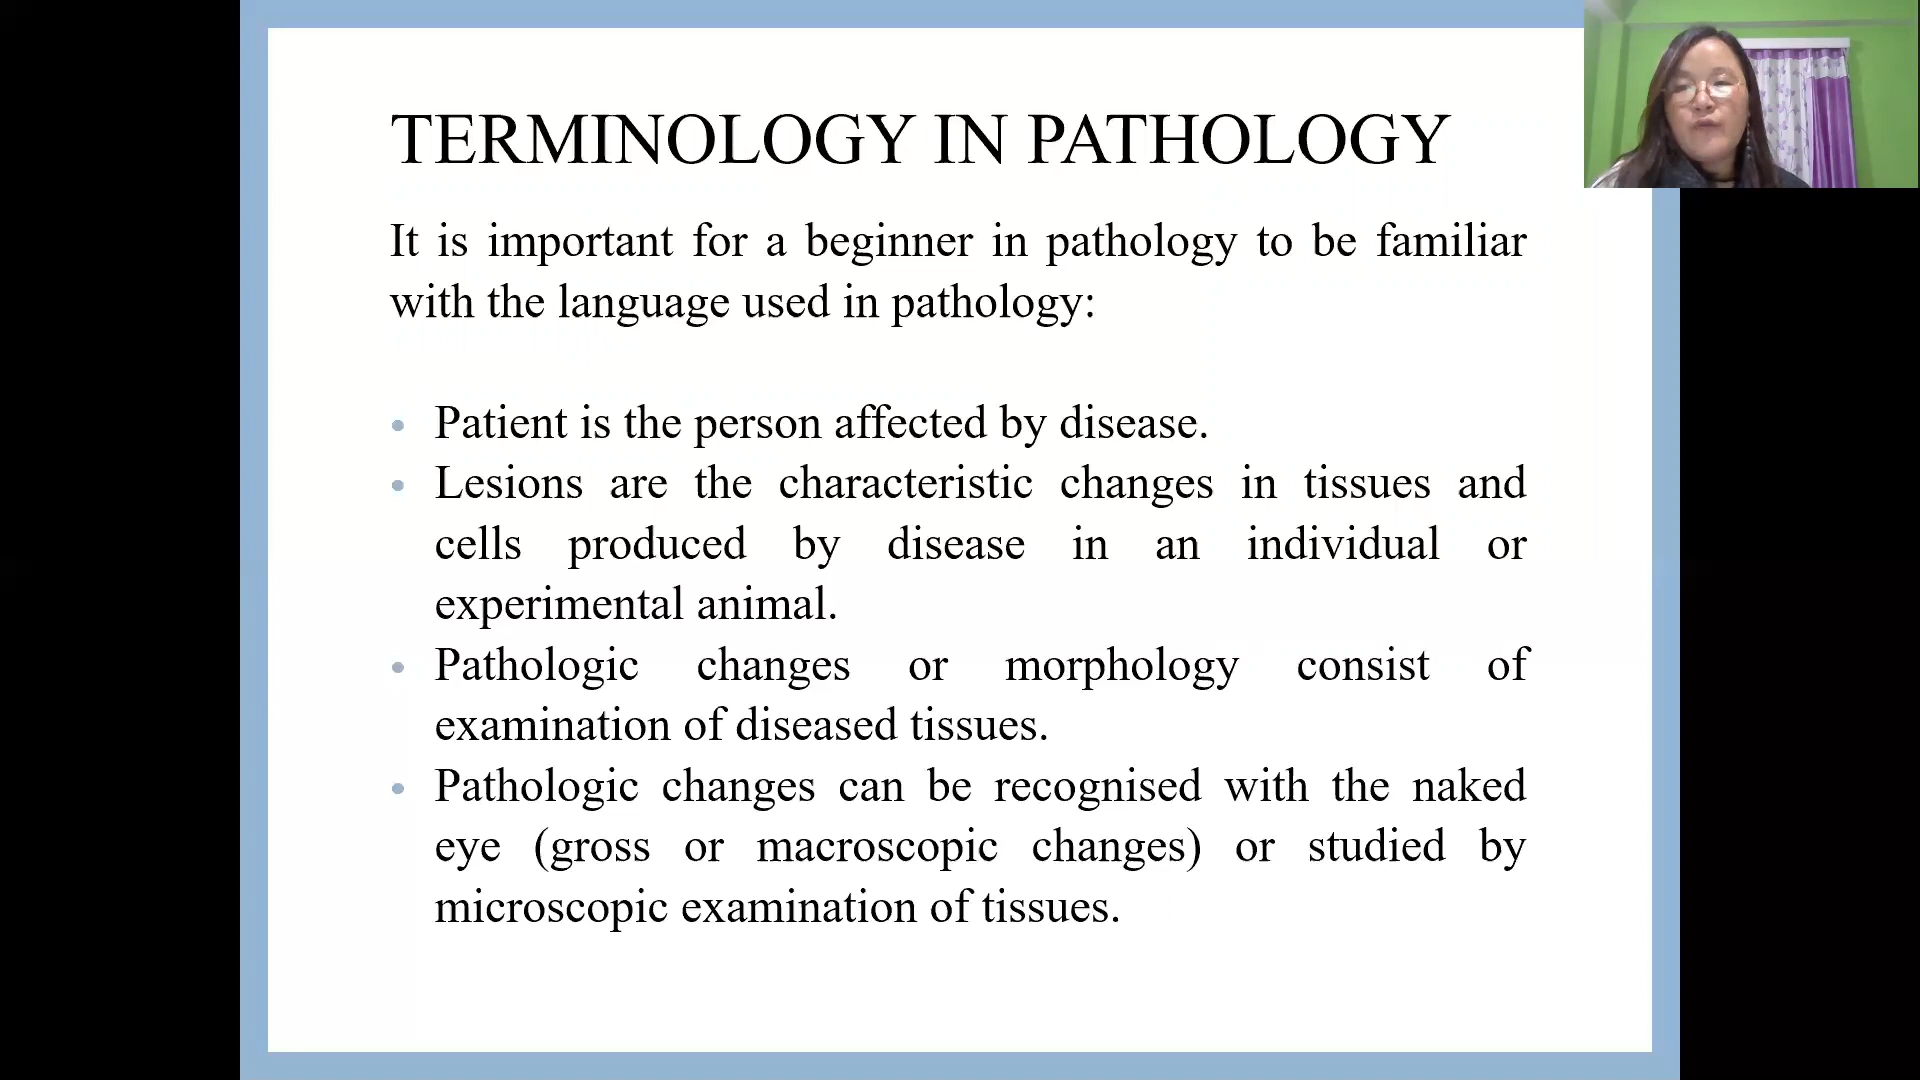 TERMINOLOGY IN PATHOLOGY
It is important for a beginner in pathology to be familiar
with the language used in pathology:
• Patient is the person affected by disease.
• Lesions are the characteristic changes in tissues and
cells produced by disease in an individual or
experimental animal.
• Pathologic changes or morphology consist of
examination of diseased tissues.
• Pathologic changes can be recognised with the naked
eye (gross or macroscopic changes) or studied by
microscopic examination of tissues.